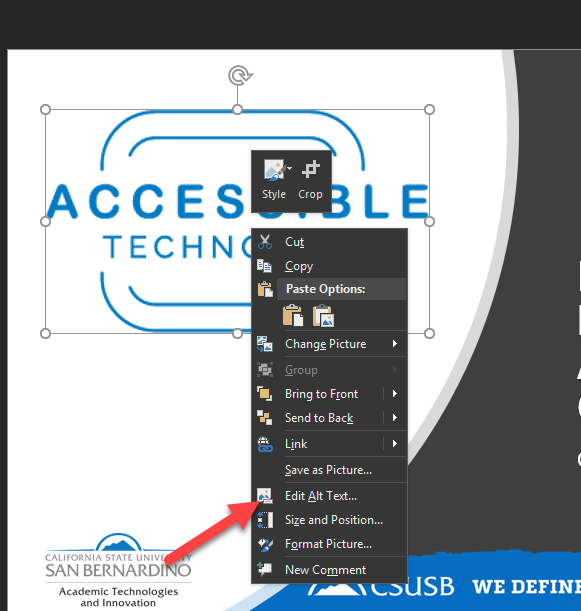 ACCESSIBLE
TECHNO
Style
Crop
Cut
Copy
Paste Options:
Change Picture
Group
Bring to Front
Send to Back
Link
Save as Picture...
Edit Alt Text...
Size and Position...
Format Picture...
New Comment
CALIFORNIA STATE UNIVERSITY
SAN BERNARDINO
Academic Technologies
and Innovation
CSUSB WE DEFINE